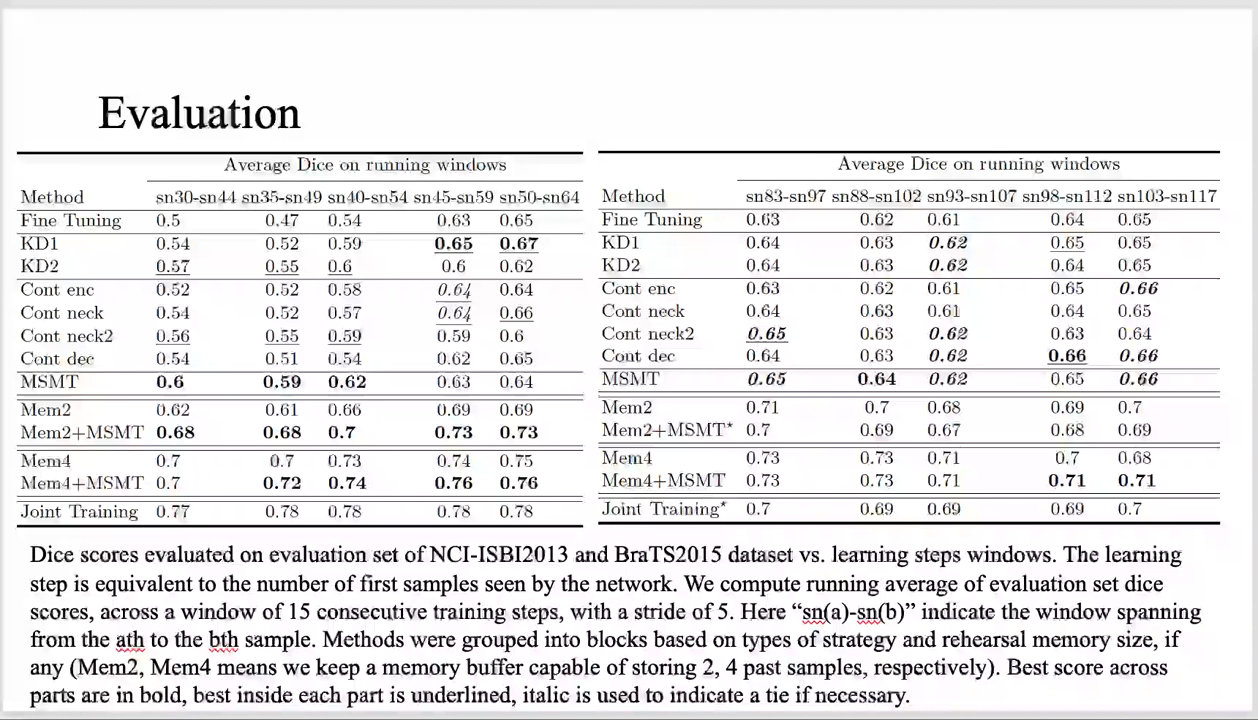 Evaluation
Average Dice on running windows
Method sn30-sn44 sn35-sn49 sn40-sn54 sn45-sn59 sn50-sn64
Fine Tuning 0.5 0.47 0.54 0.63 0.65
KD1 0.54 0.52 0.59 0.65 0.67
KD2 0.57 0.55 0.6 0.6 0.62
Cont enc 0.52 0.52 0.58 0.64 0.64
Cont neck 0.54 0.52 0.57 0.64 0.66
Cont neck2 0.56 0.55 0.59 0.59 0.6
Cont dec 0.54 0.51 0.54 0.62 0.65
MSMT 0.6 0.59 0.62 0.63 0.64
Mem2 0.62 0.61 0.66 0.69 0.69
Mem2+MSMT 0.68 0.68 0.7 0.73 0.73
Mem4 0.7 0.7 0.73 0.74 0.75
Mem4+MSMT 0.7 0.72 0.74 0.76 0.76
Joint Training 0.77 0.78 0.78 0.78 0.78
Average Dice on running windows
Method sn83-sn97 sn88-sn102 sn93-sn107 sn98-sn112 sn103-sn117
Fine Tuning 0.63 0.62 0.61 0.64 0.65
KD1 0.64 0.63 0.62 0.65 0.65
KD2 0.64 0.63 0.62 0.64 0.65
Cont enc 0.63 0.62 0.61 0.65 0.66
Cont neck 0.64 0.63 0.61 0.64 0.65
Cont neck2 0.65 0.63 0.62 0.63 0.64
Cont dec 0.64 0.63 0.62 0.66 0.66
MSMT 0.65 0.64 0.62 0.65 0.66
Mem2 0.71 0.7 0.68 0.69 0.7
Mem2+MSMT* 0.7 0.69 0.67 0.68 0.69
Mem4 0.73 0.73 0.71 0.7 0.68
Mem4+MSMT 0.73 0.73 0.71 0.71 0.71
Joint Training* 0.7 0.69 0.69 0.69 0.7
Dice scores evaluated on evaluation set of NCI-ISBI2013 and BraTS2015 dataset vs. learning steps windows. The learning
step is equivalent to the number of first samples seen by the network. We compute running average of evaluation set dice
scores, across a window of 15 consecutive training steps, with a stride of 5. Here “sn(a)-sn(b)” indicate the window spanning
from the ath to the bth sample. Methods were grouped into blocks based on types of strategy and rehearsal memory size, if
any (Mem2, Mem4 means we keep a memory buffer capable of storing 2, 4 past samples, respectively). Best score across
parts are in bold, best inside each part is underlined, italic is used to indicate a tie if necessary.